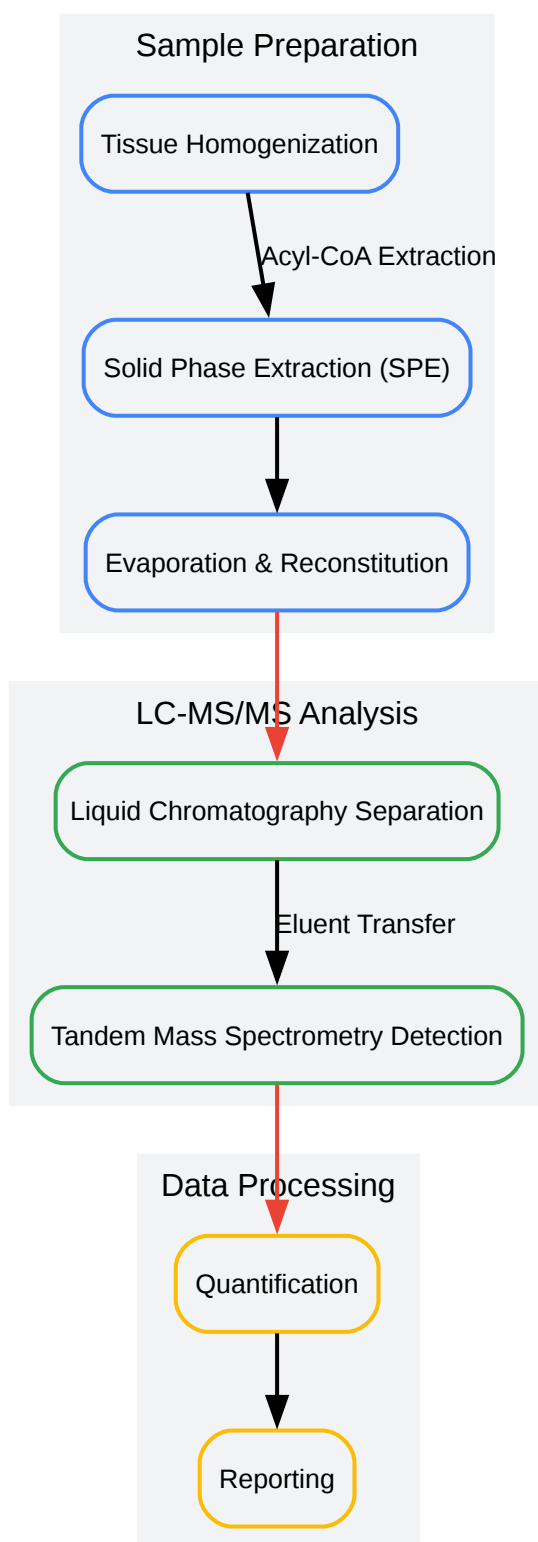 Sample Preparation
Tissue Homogenization
Acyl-CoA Extraction
Solid Phase Extraction (SPE)
Evaporation & Reconstitution
LC-MS/MS Analysis
Liquid Chromatography Separation
Eluent Transfer
Tandem Mass Spectrometry Detection
Data Processing
Quantification
Reporting